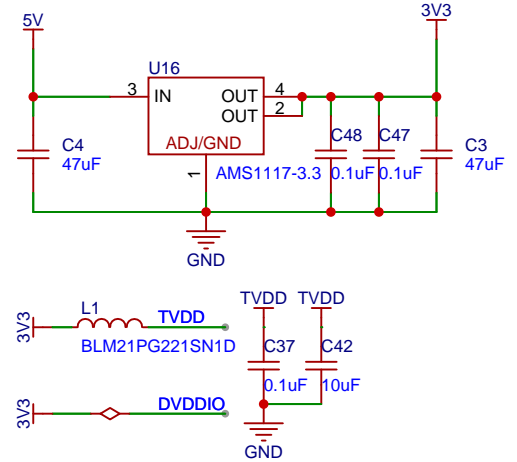 5V
3V3
U16
3
IN
OUT
4
OUT
2
ADJ/GND
1
AMS1117-3.3
C4
47uF
C48
0.1uF
C47
0.1uF
C3
47uF
GND
3V3
L1
TVDD
BLM21PG221SN1D
TVDD
TVDD
C37
0.1uF
C42
10uF
3V3
DVDDIO
GND